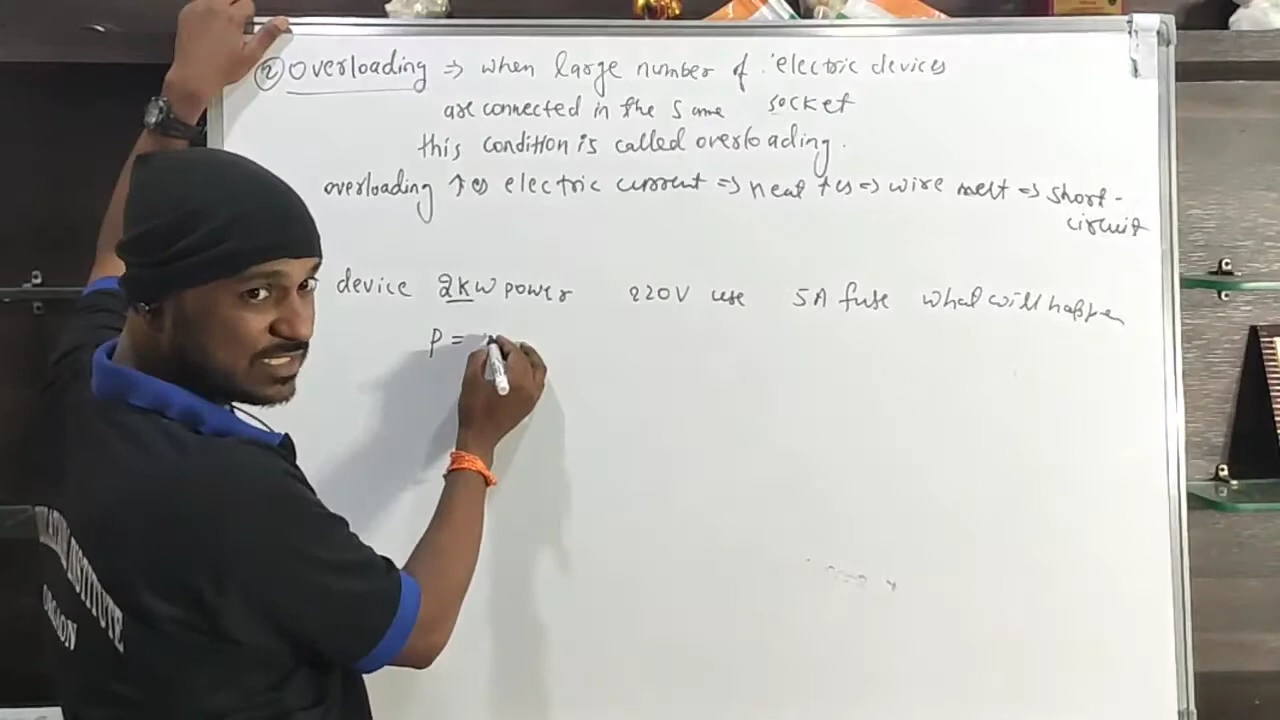 ② Overloading ⇒ when large number of electric devices
are connected in the same socket
this condition is called overloading.
overloading ↑es electric current ⇒ heat ↑es ⇒ wire melt ⇒ short-
circuit
device 2kw power 220V use 5A fuse what will happen
P =
INSTITUTE